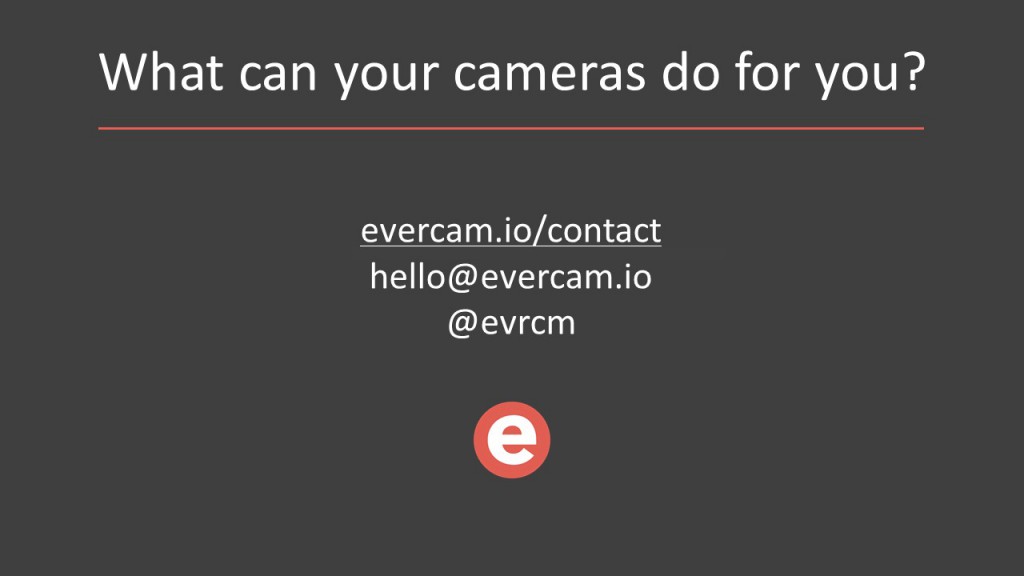 What can your cameras do for you?
evercam.io/contact
hello@evercam.io
@evrcm
e